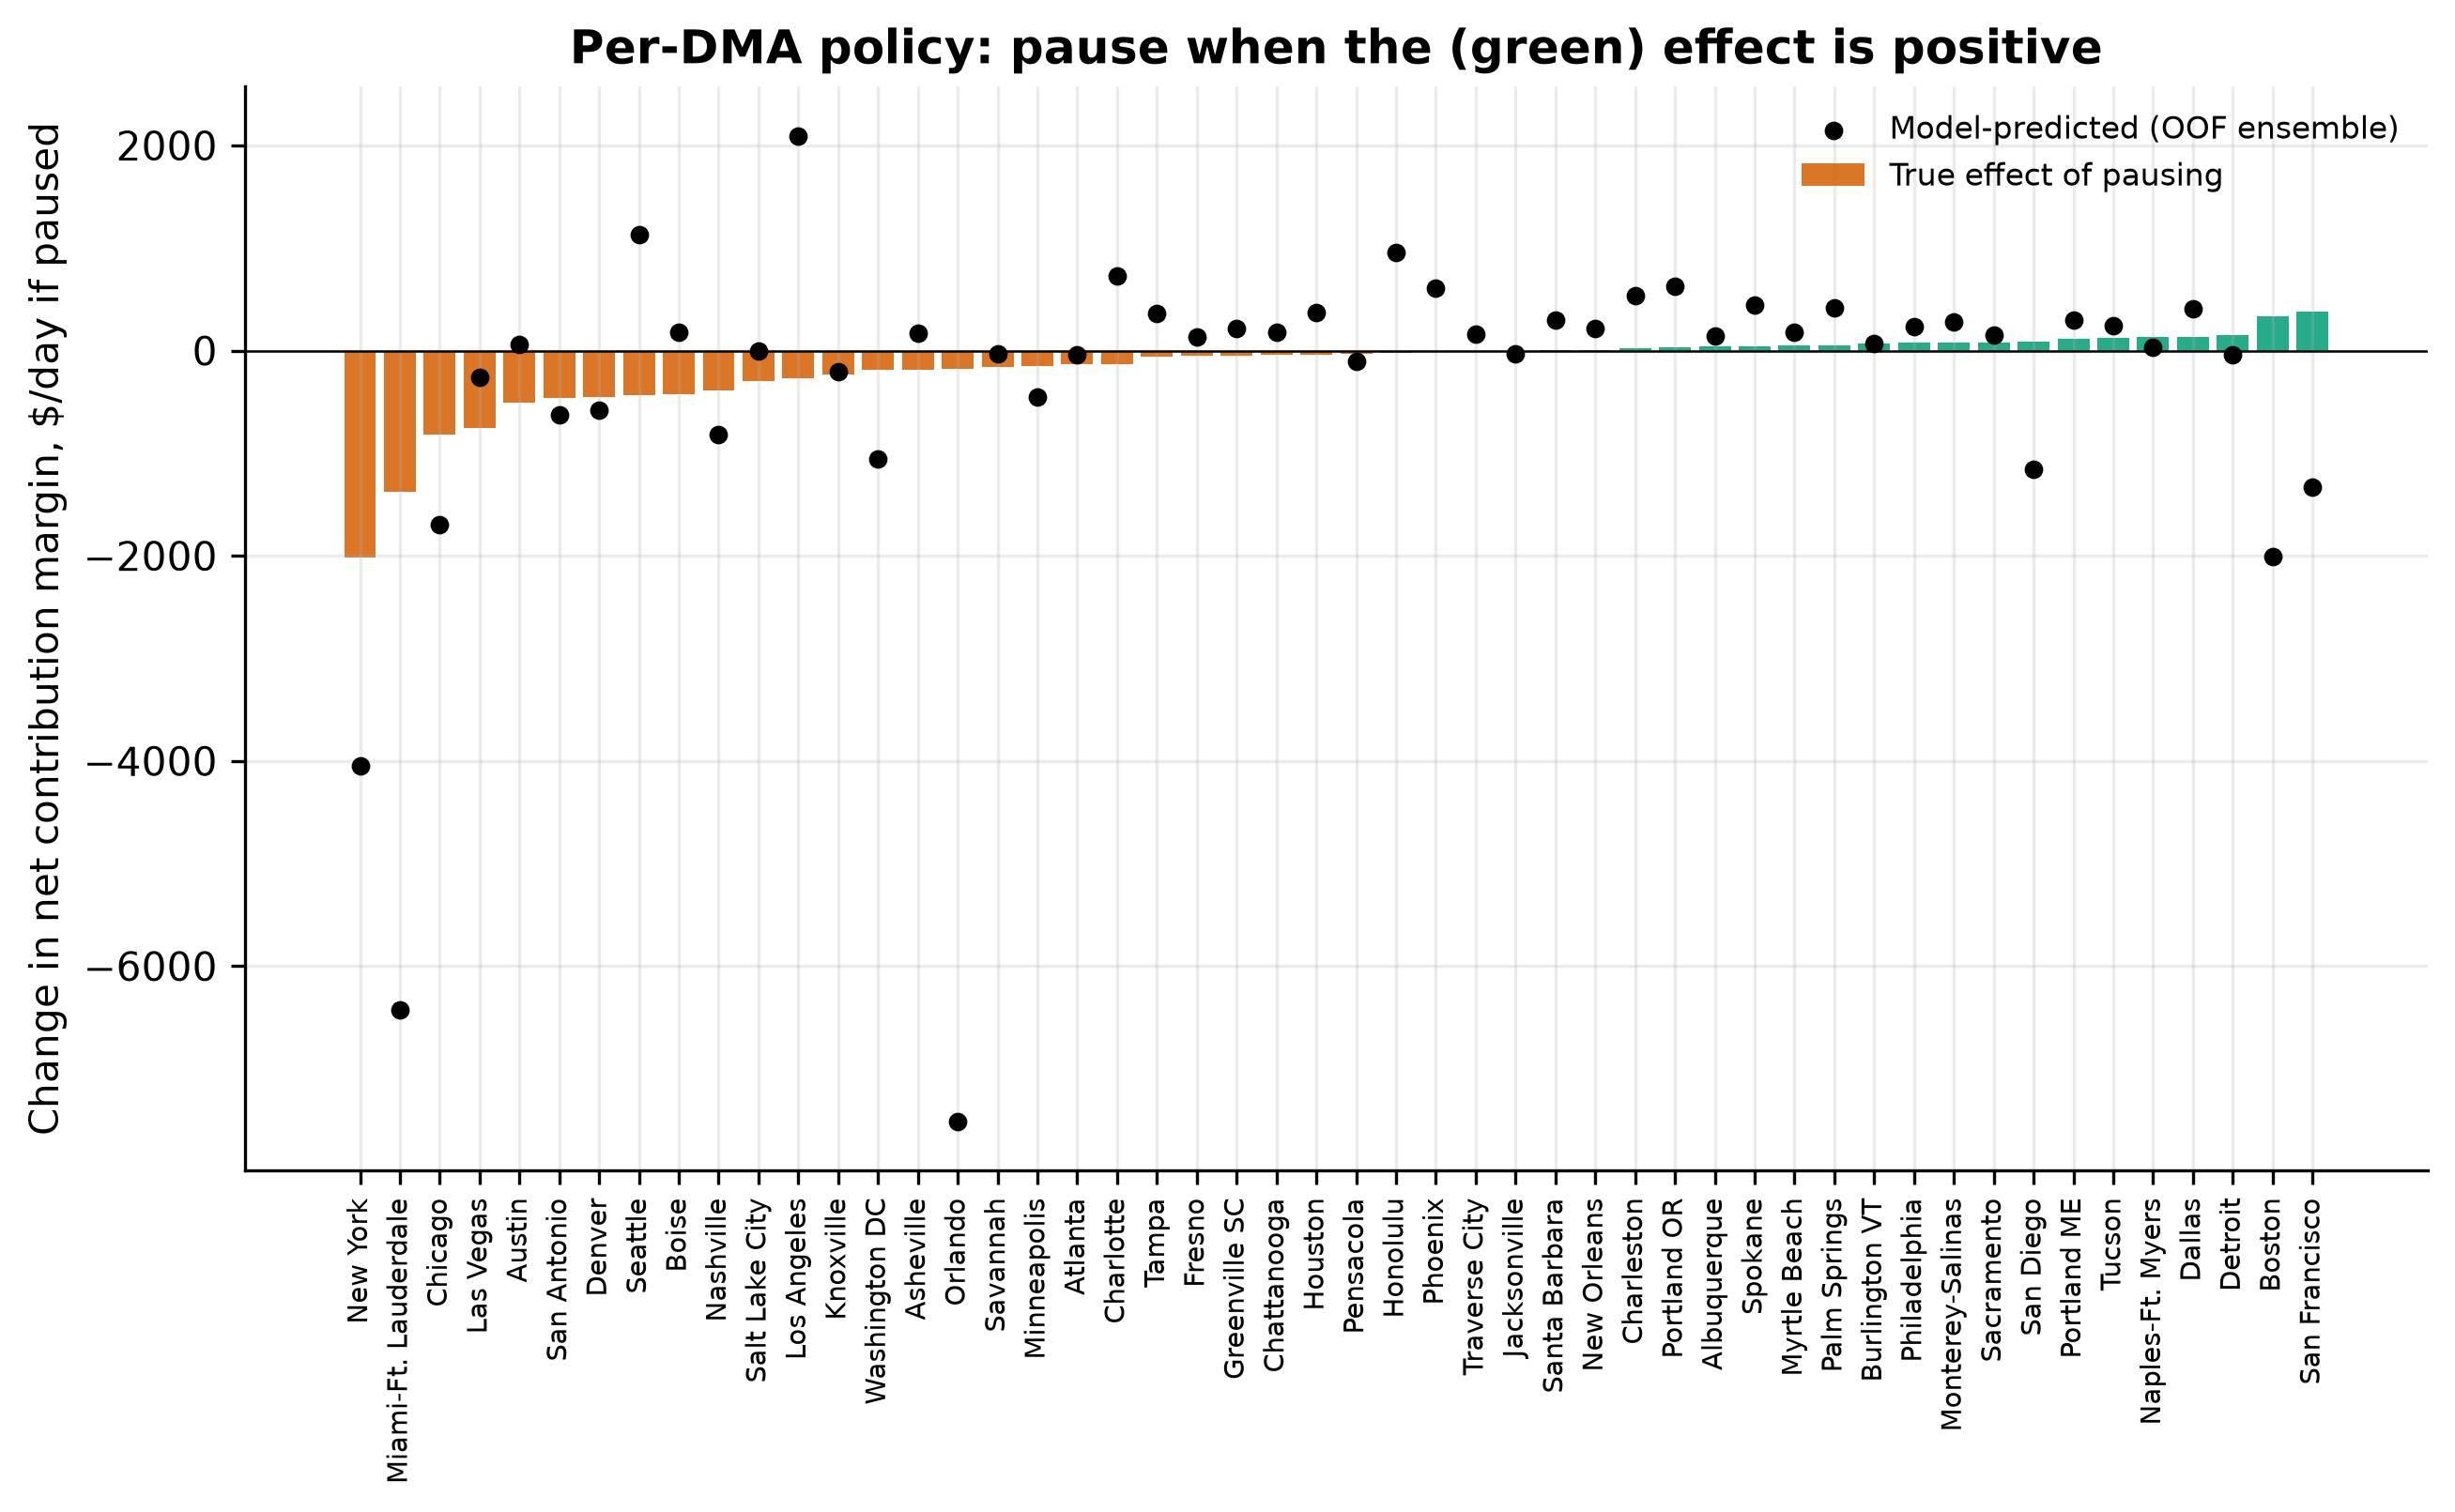 Per-DMA policy: pause when the (green) effect is positive
Change in net contribution margin, $/day if paused
2000
0
−2000
−4000
−6000
Model-predicted (OOF ensemble)
True effect of pausing
New York
Miami-Ft. Lauderdale
Chicago
Las Vegas
Austin
San Antonio
Denver
Seattle
Boise
Nashville
Salt Lake City
Los Angeles
Knoxville
Washington DC
Asheville
Orlando
Savannah
Minneapolis
Atlanta
Charlotte
Tampa
Fresno
Greenville SC
Chattanooga
Houston
Pensacola
Honolulu
Phoenix
Traverse City
Jacksonville
Santa Barbara
New Orleans
Charleston
Portland OR
Albuquerque
Spokane
Myrtle Beach
Palm Springs
Burlington VT
Philadelphia
Monterey-Salinas
Sacramento
San Diego
Portland ME
Tucson
Naples-Ft. Myers
Dallas
Detroit
Boston
San Francisco